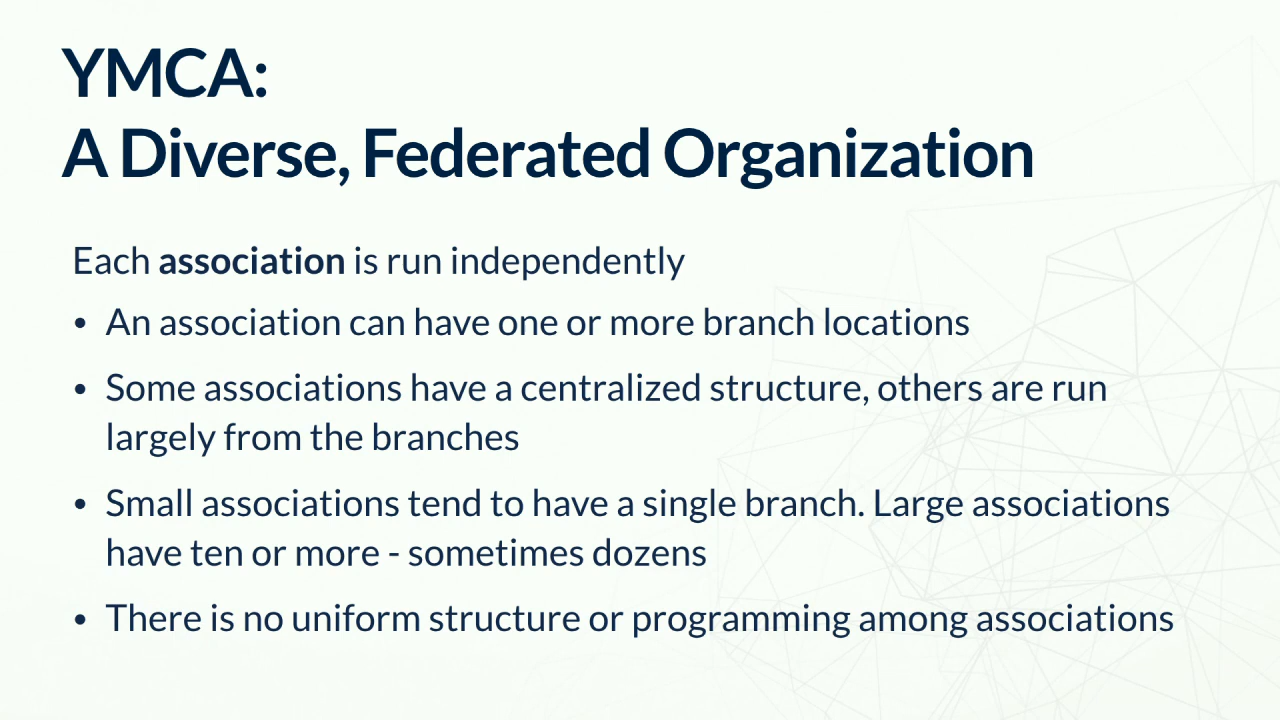 YMCA:
A Diverse, Federated Organization
Each association is run independently
• An association can have one or more branch locations
• Some associations have a centralized structure, others are run
largely from the branches
• Small associations tend to have a single branch. Large associations
have ten or more - sometimes dozens
• There is no uniform structure or programming among associations